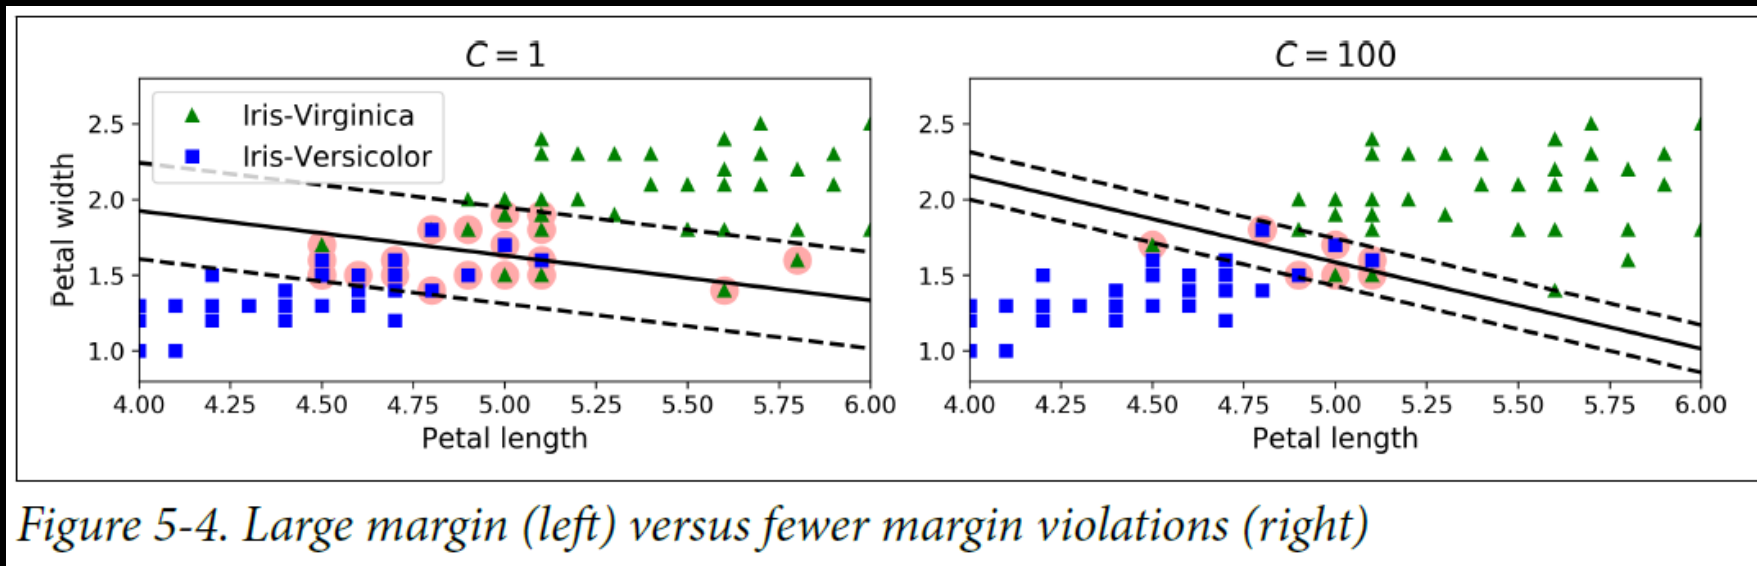 C = 1
Iris-Virginica
Iris-Versicolor
Petal width
2.5
2.0
1.5
1.0
4.00 4.25 4.50 4.75 5.00 5.25 5.50 5.75 6.00
Petal length
C = 100
2.5
2.0
1.5
1.0
4.00 4.25 4.50 4.75 5.00 5.25 5.50 5.75 6.00
Petal length
Figure 5-4. Large margin (left) versus fewer margin violations (right)